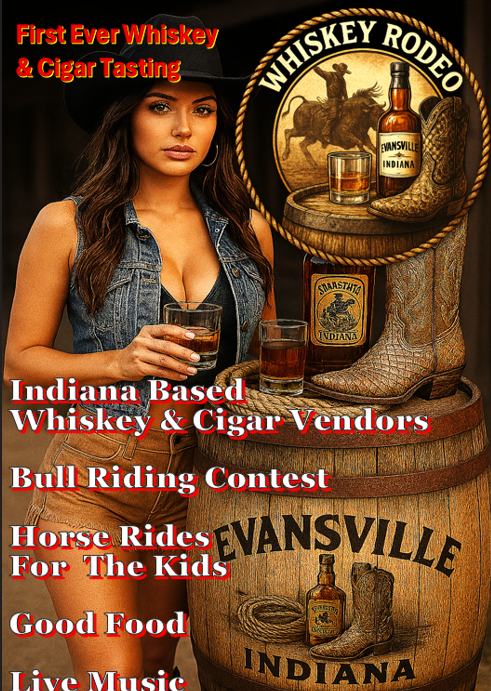 First Ever Whiskey
& Cigar Tasting
WHISKEY RODEO
EVANSVILLE
INDIANA
INDIANA
Indiana Based
Whiskey & Cigar Vendors
Bull Riding Contest
Horse Rides
For The Kids
EVANSVILLE
INDIANA
Good Food
Live Music